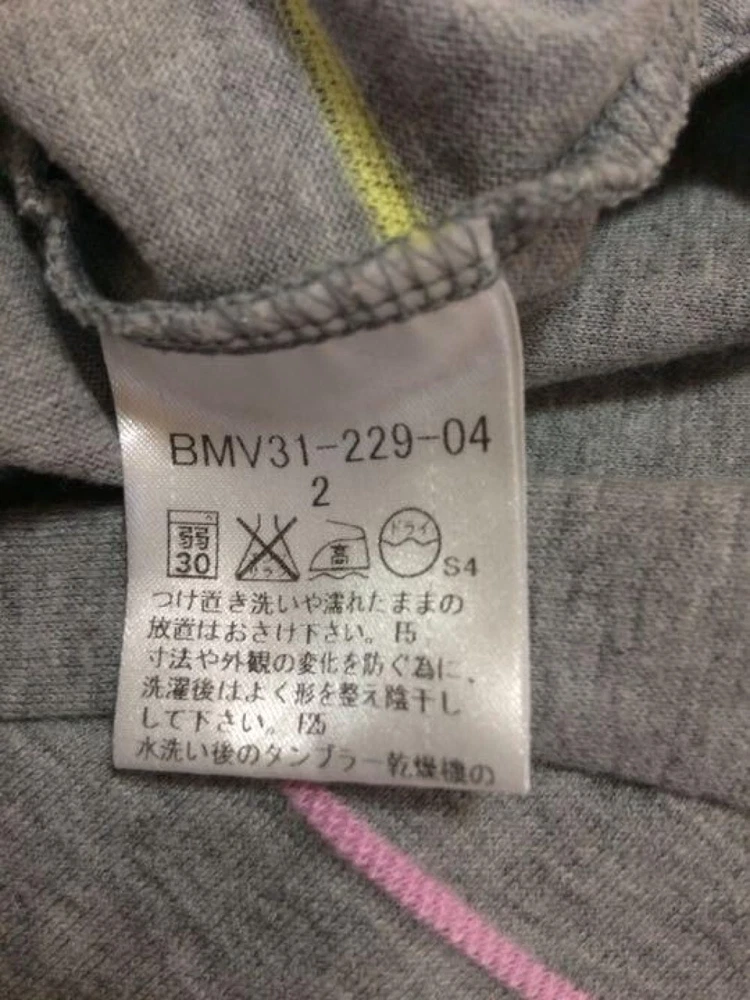 BMV31-229-04
2
弱 30 高 ドライ S4
つけ置き洗いや濡れたままの
放置はおさけ下さい。F5
寸法や外観の変化を防ぐ為に、
洗濯後はよく形を整え陰干し
して下さい。F25
水洗い後のタンブラー乾燥機の